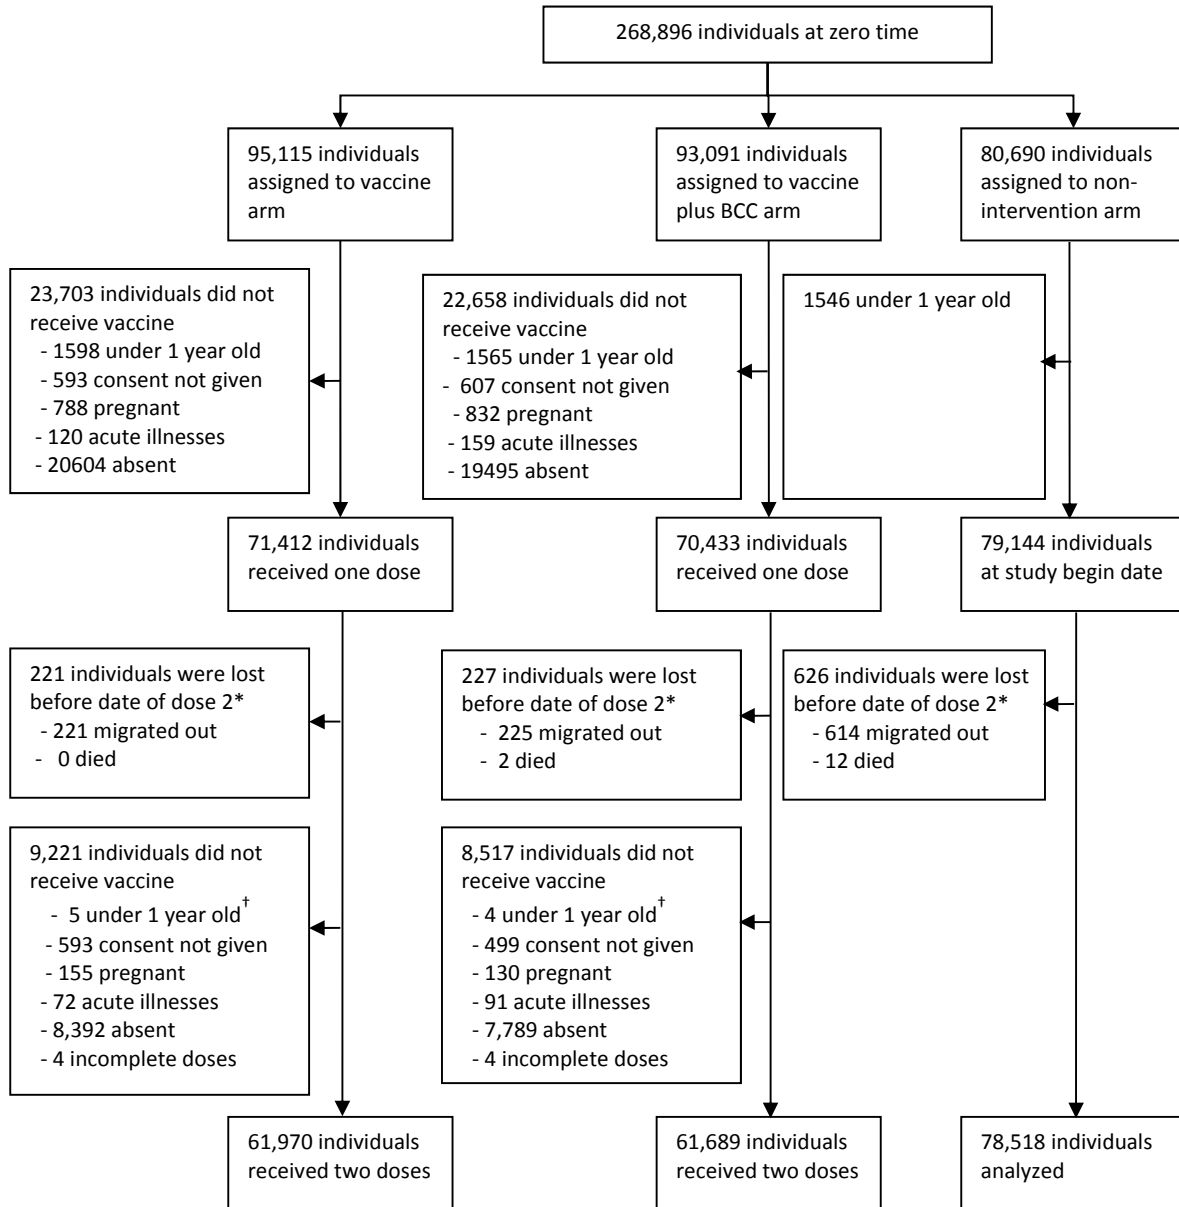 268,896 individuals at zero time
95,115 individuals
assigned to vaccine
arm
93,091 individuals
assigned to vaccine
plus BCC arm
80,690 individuals
assigned to non-
intervention arm
23,703 individuals did not
receive vaccine
- 1598 under 1 year old
- 593 consent not given
- 788 pregnant
- 120 acute illnesses
- 20604 absent
22,658 individuals did not
receive vaccine
- 1565 under 1 year old
- 607 consent not given
- 832 pregnant
- 159 acute illnesses
- 19495 absent
1546 under 1 year old
71,412 individuals
received one dose
70,433 individuals
received one dose
79,144 individuals
at study begin date
221 individuals were lost
before date of dose 2*
- 221 migrated out
- 0 died
227 individuals were lost
before date of dose 2*
- 225 migrated out
- 2 died
626 individuals were lost
before date of dose 2*
- 614 migrated out
- 12 died
9,221 individuals did not
receive vaccine
- 5 under 1 year old†
- 593 consent not given
- 155 pregnant
- 72 acute illnesses
- 8,392 absent
- 4 incomplete doses
8,517 individuals did not
receive vaccine
- 4 under 1 year old†
- 499 consent not given
- 130 pregnant
- 91 acute illnesses
- 7,789 absent
- 4 incomplete doses
61,970 individuals
received two doses
61,689 individuals
received two doses
78,518 individuals
analyzed